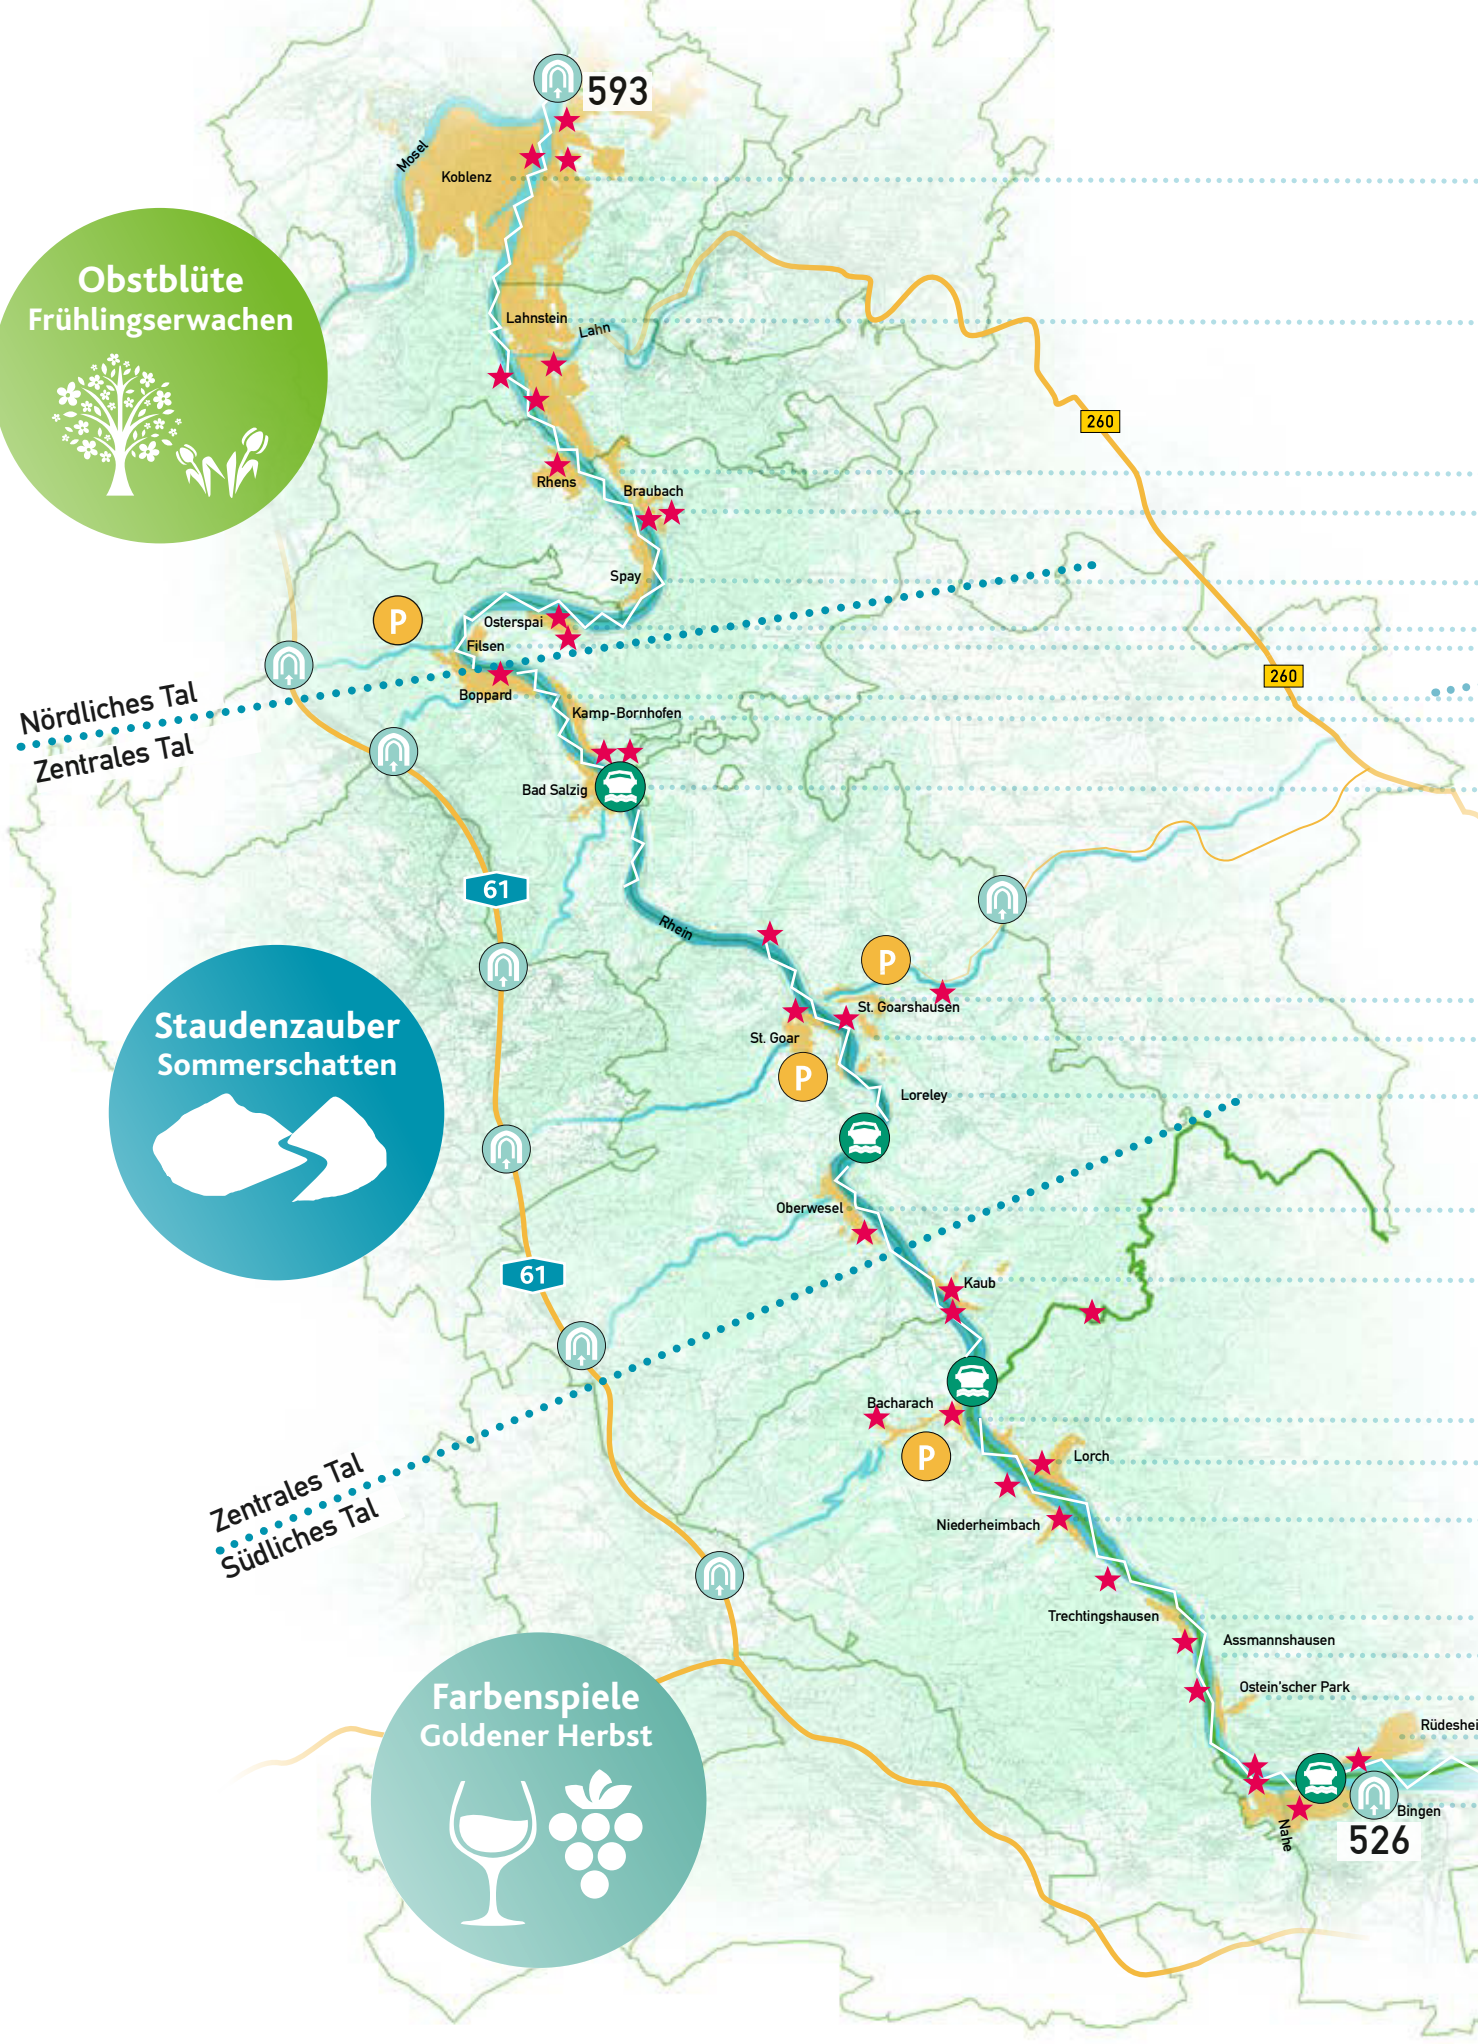 593
Mosel
Koblenz
Obstblüte
Frühlingserwachen
Lahnstein
Lahn
260
Rhens
Braubach
Spay
P
Osterspai
Filsen
260
Boppard
Nördliches Tal
Zentrales Tal
Kamp-Bornhofen
Bad Salzig
61
Rhein
P
St. Goarshausen
St. Goar
P
Staudenzauber
Sommerschatten
Loreley
Oberwesel
61
Kaub
Bacharach
P
Lorch
Zentrales Tal
Südliches Tal
Niederheimbach
Trechtingshausen
Assmannshausen
Ostein'scher Park
Farbenspiele
Goldener Herbst
Rüdeshei
Bingen
Nahe
526